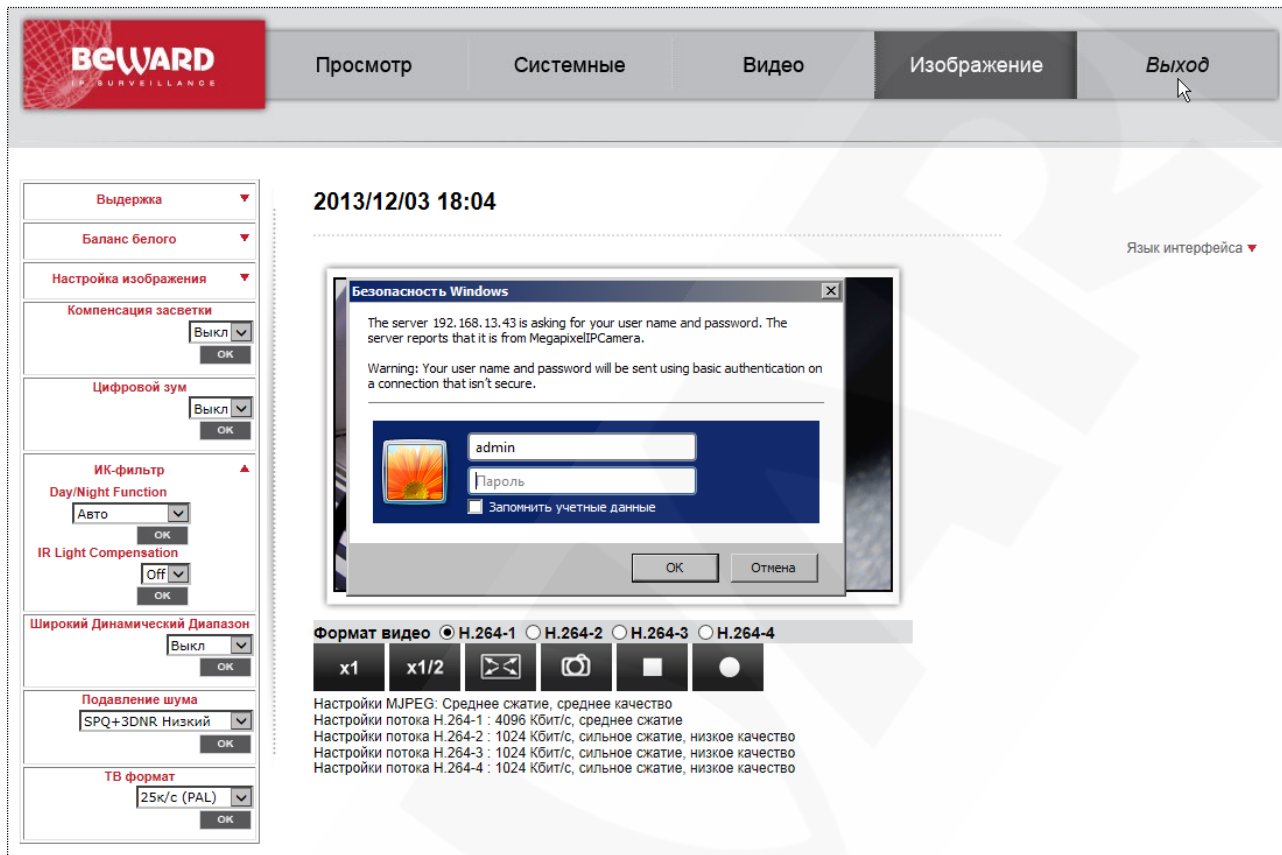 BEWARD
IP SURVEILLANCE
Просмотр
Системные
Видео
Изображение
Выход
Выдержка
Баланс белого
Настройка изображения
Компенсация засветки
Выкл
ОК
Цифровой зум
Выкл
ОК
ИК-фильтр
Day/Night Function
Авто
ОК
IR Light Compensation
Off
ОК
Широкий Динамический Диапазон
Выкл
ОК
Подавление шума
SPQ+3DNR Низкий
ОК
ТВ формат
25к/с (PAL)
ОК
2013/12/03 18:04
Язык интерфейса
Безопасность Windows
The server 192.168.13.43 is asking for your user name and password. The
server reports that it is from MegapixelIPCamera.
Warning: Your user name and password will be sent using basic authentication on
a connection that isn't secure.
admin
Пароль
Запомнить учетные данные
ОК
Отмена
Формат видео H.264-1 H.264-2 H.264-3 H.264-4
x1 x1/2
Настройки MJPEG: Среднее сжатие, среднее качество
Настройки потока H.264-1 : 4096 Кбит/с, среднее сжатие
Настройки потока H.264-2 : 1024 Кбит/с, сильное сжатие, низкое качество
Настройки потока H.264-3 : 1024 Кбит/с, сильное сжатие, низкое качество
Настройки потока H.264-4 : 1024 Кбит/с, сильное сжатие, низкое качество